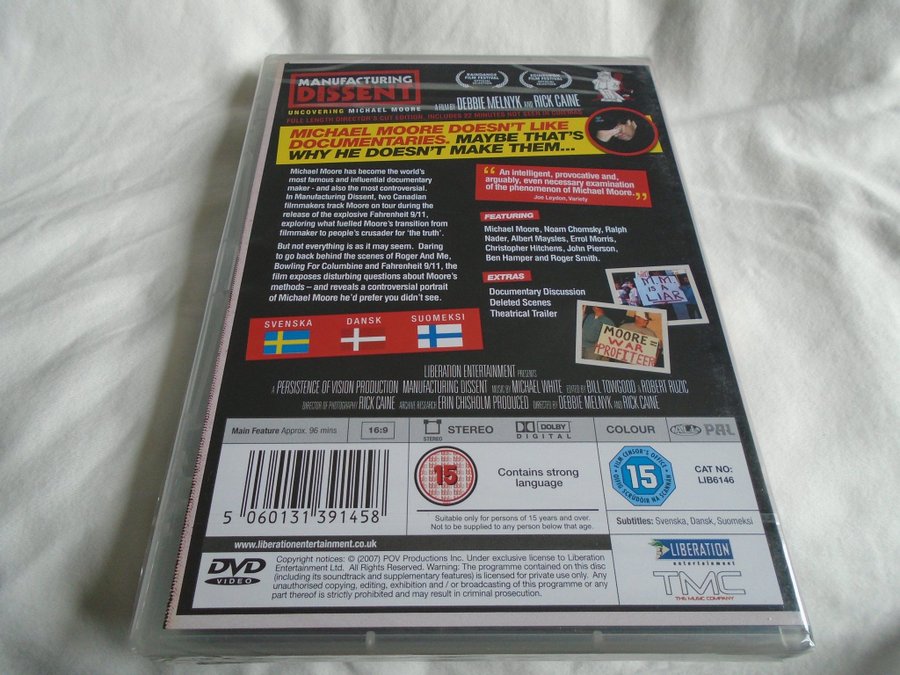 MANUFACTURING
DISSENT
UNCOVERING MICHAEL MOORE
RAINDANCE
FILM FESTIVAL
EDINBURGH
FILM FESTIVAL
A FILM BY DEBBIE MELNYK AND RICK CAINE
FULL LENGTH DIRECTOR'S CUT EDITION, INCLUDES 22 MINUTES NOT SEEN IN CINEMAS
MICHAEL MOORE DOESN'T LIKE
DOCUMENTARIES. MAYBE THAT'S
WHY HE DOESN'T MAKE THEM...
Michael Moore has become the world's
most famous and influential documentary
maker - and also the most controversial.
In Manufacturing Dissent, two Canadian
filmmakers track Moore on tour during the
release of the explosive Fahrenheit 9/11,
exploring what fuelled Moore's transition from
filmmaker to people's crusader for 'the truth'.
But not everything is as it may seem. Daring
to go back behind the scenes of Roger And Me,
Bowling For Columbine and Fahrenheit 9/11, the
film exposes disturbing questions about Moore's
methods – and reveals a controversial portrait
of Michael Moore he'd prefer you didn't see.
“ An intelligent, provocative and,
arguably, even necessary examination
of the phenomenon of Michael Moore. ”
Joe Leydon, Variety
FEATURING
Michael Moore, Noam Chomsky, Ralph
Nader, Albert Maysles, Errol Morris,
Christopher Hitchens, John Pierson,
Ben Hamper and Roger Smith.
EXTRAS
Documentary Discussion
Deleted Scenes
Theatrical Trailer
M.M.
IS A
LIAR
MOORE =
WAR
PROFITEER
SVENSKA DANSK SUOMEKSI
LIBERATION ENTERTAINMENT PRESENTS
A PERSISTENCE OF VISION PRODUCTION MANUFACTURING DISSENT MUSIC BY MICHAEL WHITE EDITED BY BILL TOWGOOD & ROBERT RUZIC
DIRECTOR OF PHOTOGRAPHY RICK CAINE ARCHIVE RESEARCH ERIN CHISHOLM PRODUCED DIRECTED BY DEBBIE MELNYK AND RICK CAINE
Main Feature Approx. 96 mins 16:9 STEREO STEREO DOLBY DIGITAL COLOUR PAL
5 060131 391458
15
Contains strong
language
Suitable only for persons of 15 years and over.
Not to be supplied to any person below that age.
FILM CENSOR'S OFFICE
15
OIFIG SCRÚDÓIR NA SCANNÁN
CAT NO:
LIB6146
Subtitles: Svenska, Dansk, Suomeksi
www.liberationentertainment.co.uk
DVD
VIDEO
Copyright notices: © (2007) POV Productions Inc. Under exclusive license to Liberation
Entertainment Ltd. All Rights Reserved. Warning: The programme contained on this disc
(including its soundtrack and supplementary features) is licensed for private use only. Any
unauthorised copying, editing, exhibition and / or broadcasting of this programme or any
part thereof is strictly prohibited and may result in criminal prosecution.
LIBERATION
entertainment
TMC
THE MUSIC COMPANY